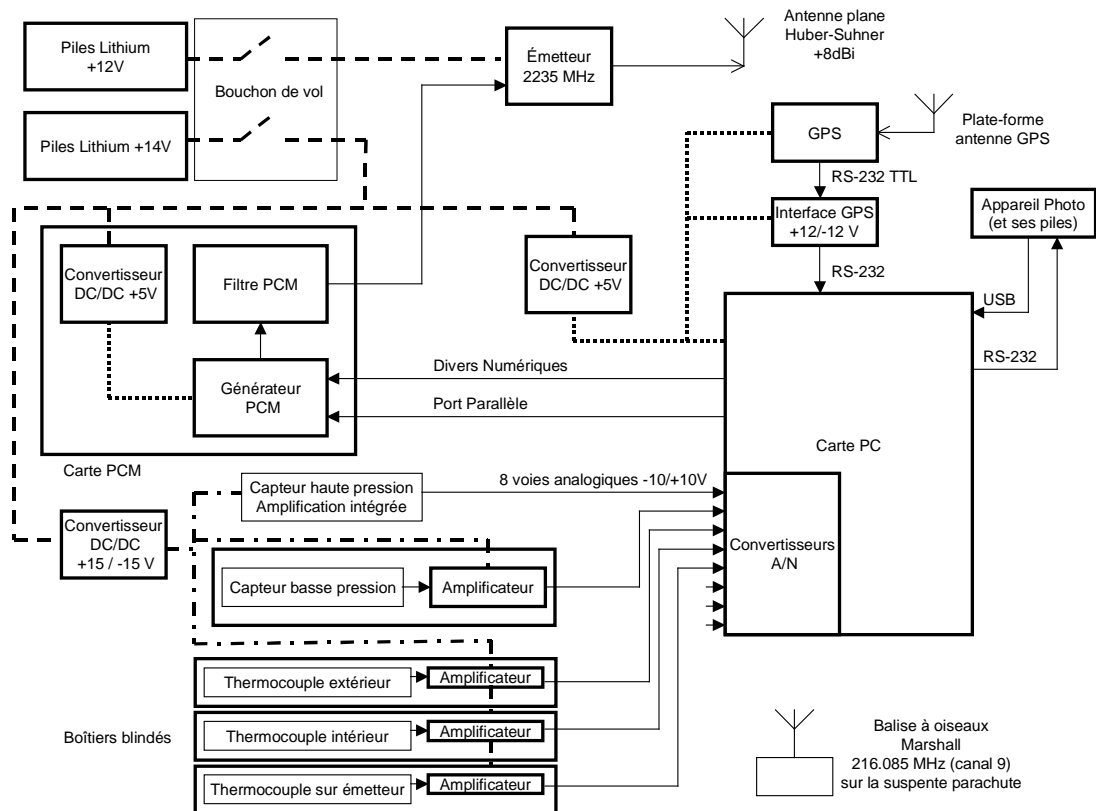 Piles Lithium
+12V
Bouchon de vol
Piles Lithium +14V
Émetteur
2235 MHz
Antenne plane
Huber-Suhner
+8dBi
GPS
Plate-forme
antenne GPS
RS-232 TTL
Interface GPS
+12/-12 V
Appareil Photo
(et ses piles)
RS-232
USB
RS-232
Convertisseur
DC/DC +5V
Filtre PCM
Convertisseur
DC/DC +5V
Générateur
PCM
Divers Numériques
Port Parallèle
Carte PCM
Carte PC
Capteur haute pression
Amplification intégrée
8 voies analogiques -10/+10V
Convertisseur
DC/DC
+15 / -15 V
Convertisseurs
A/N
Capteur basse pression
Amplificateur
Thermocouple extérieur
Amplificateur
Boîtiers blindés
Thermocouple intérieur
Amplificateur
Thermocouple sur émetteur
Amplificateur
Balise à oiseaux
Marshall
216.085 MHz (canal 9)
sur la suspente parachute